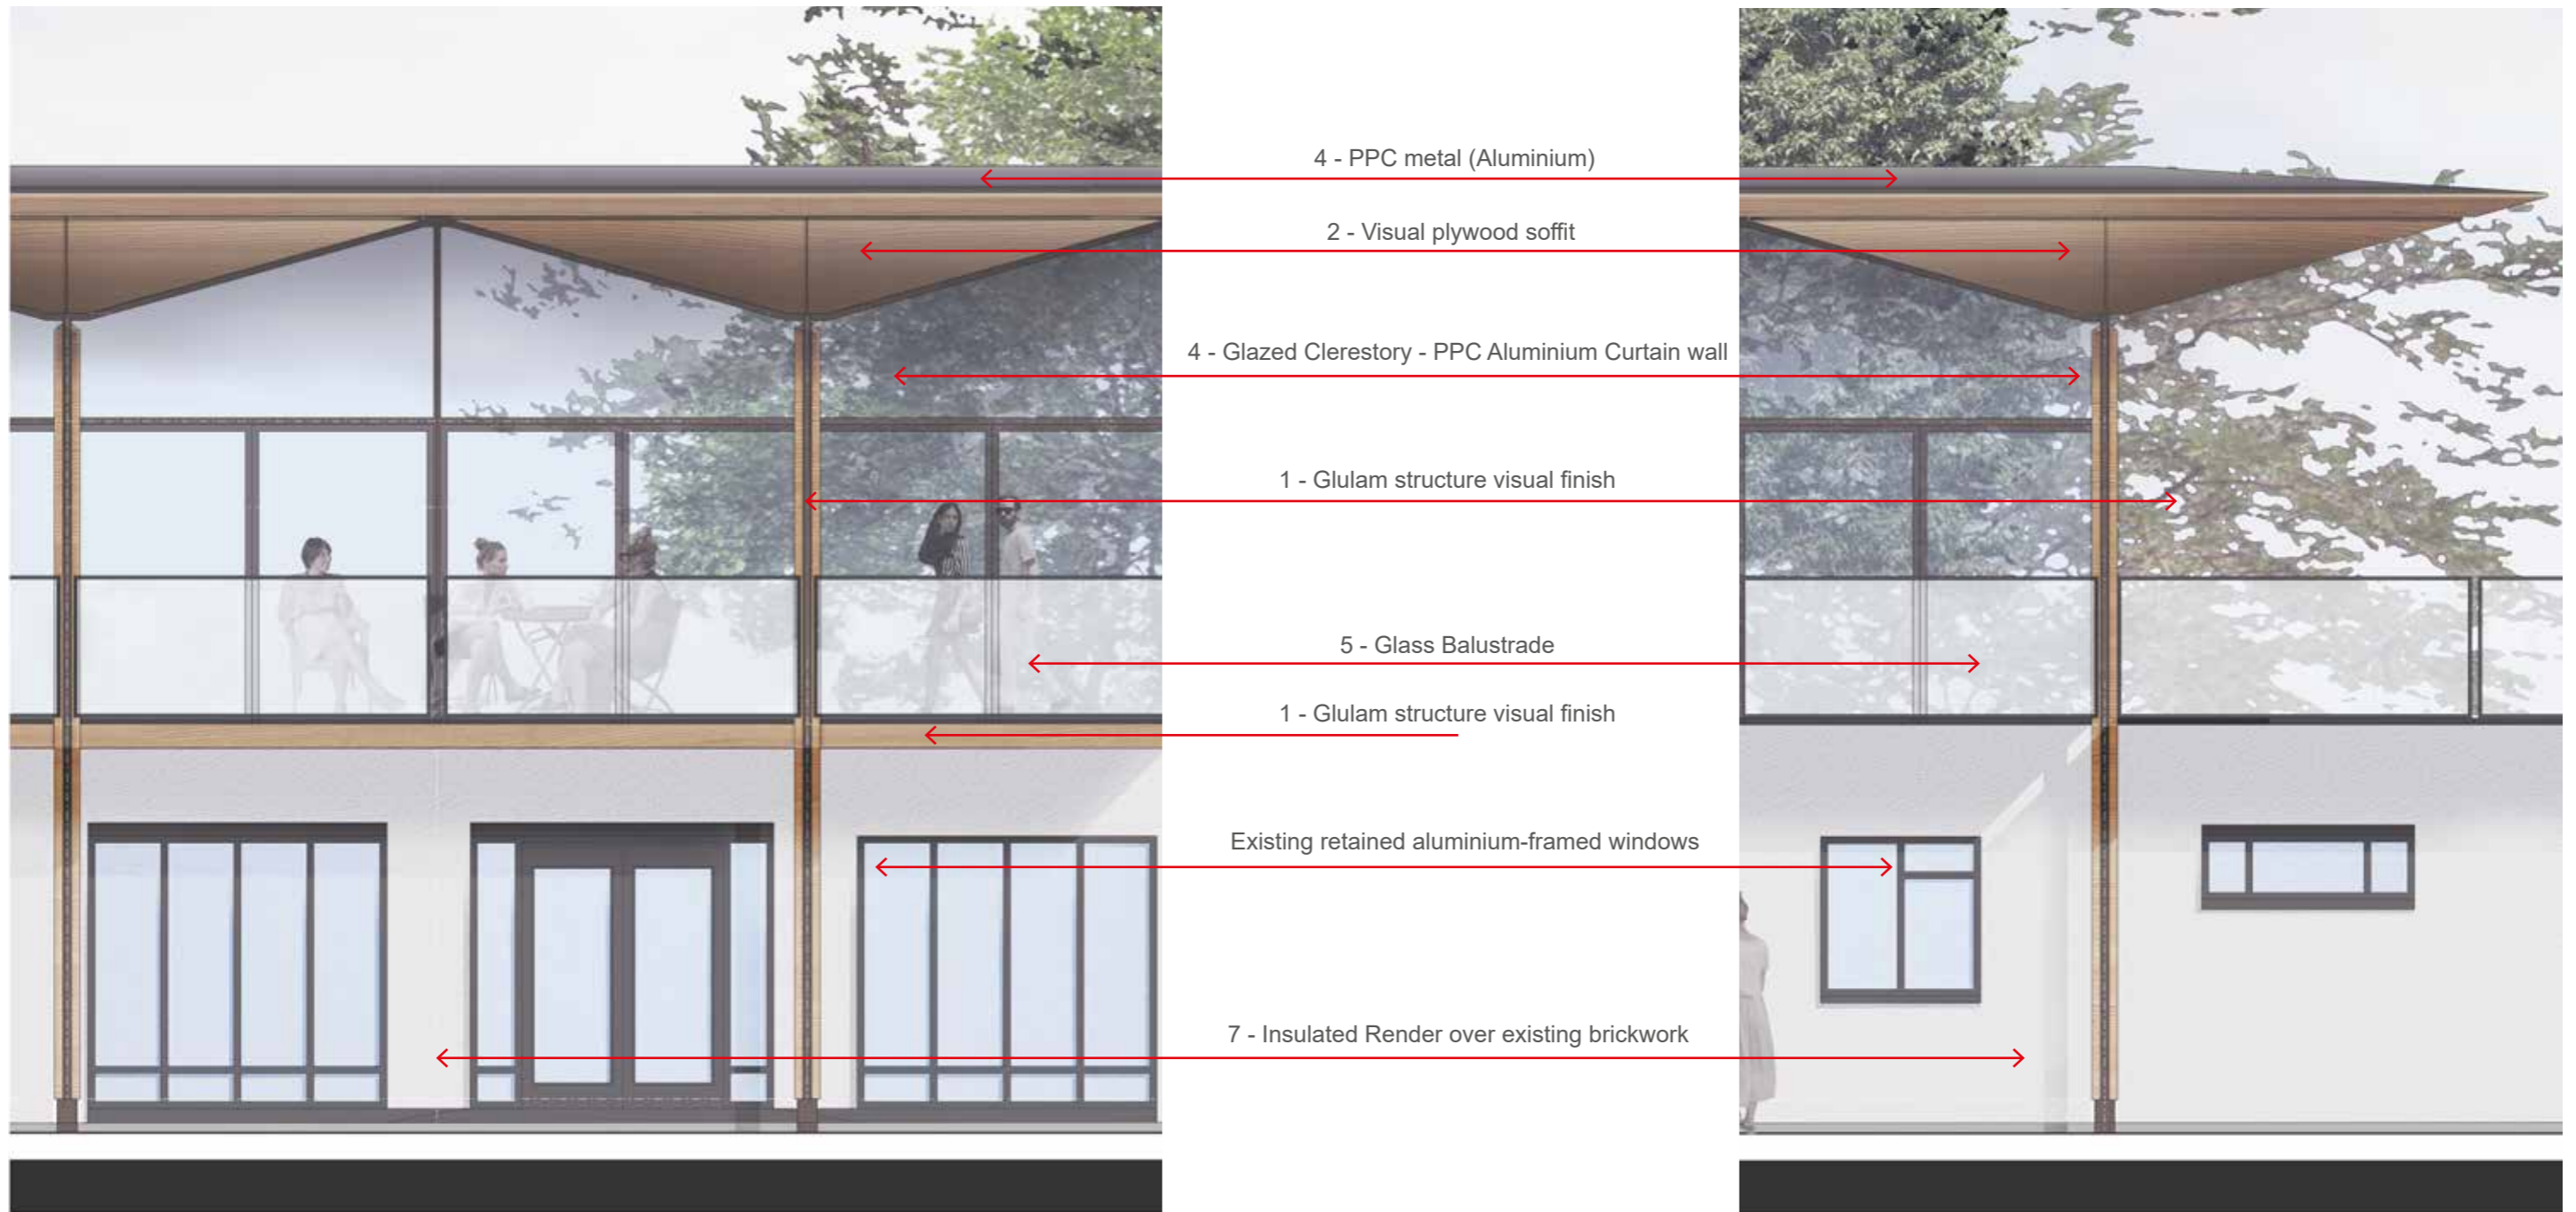 4 - PPC metal (Aluminium)
2 - Visual plywood soffit
4 - Glazed Clerestory - PPC Aluminium Curtain wall
1 - Glulam structure visual finish
5 - Glass Balustrade
1 - Glulam structure visual finish
Existing retained aluminium-framed windows
7 - Insulated Render over existing brickwork